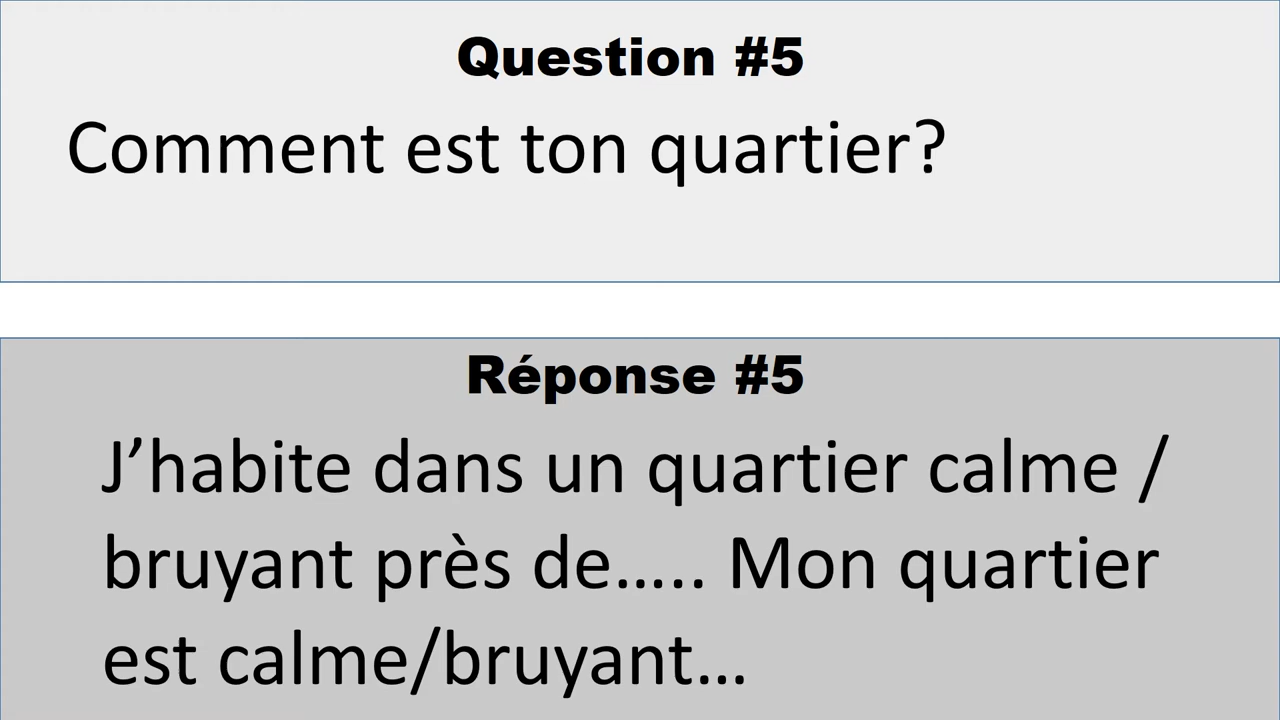 Question #5
Comment est ton quartier?
Réponse #5
J’habite dans un quartier calme /
bruyant près de….. Mon quartier
est calme/bruyant…